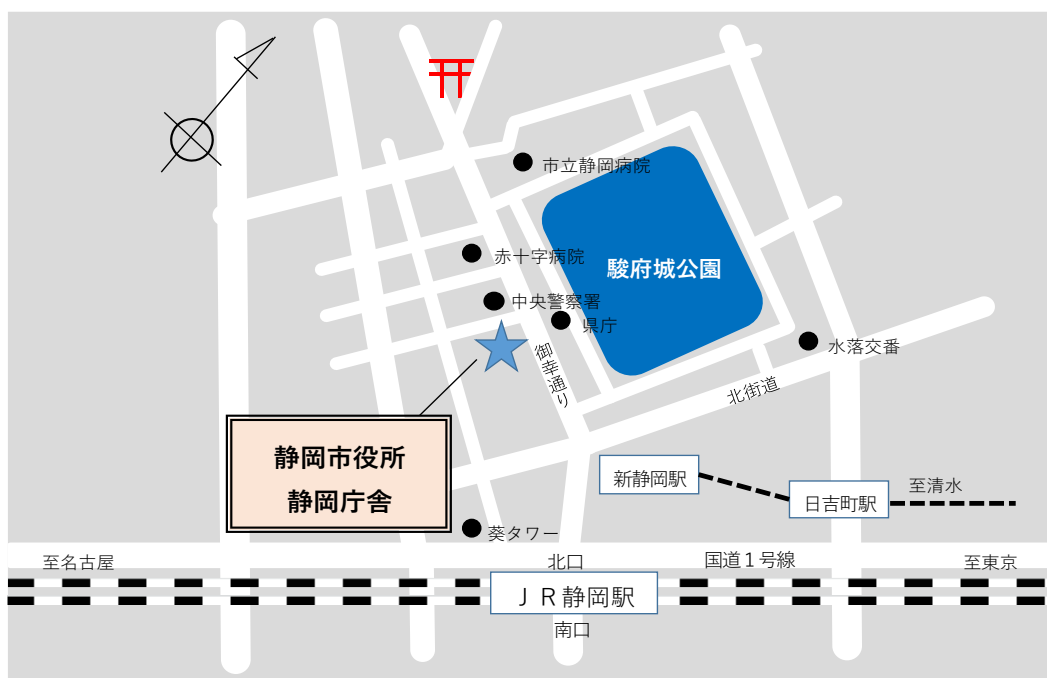 市立静岡病院
赤十字病院
駿府城公園
中央警察署
県庁
水落交番
御幸通り
北街道
静岡市役所
静岡庁舎
新静岡駅
日吉町駅
至清水
葵タワー
至名古屋
北口
国道1号線
至東京
JR静岡駅
南口